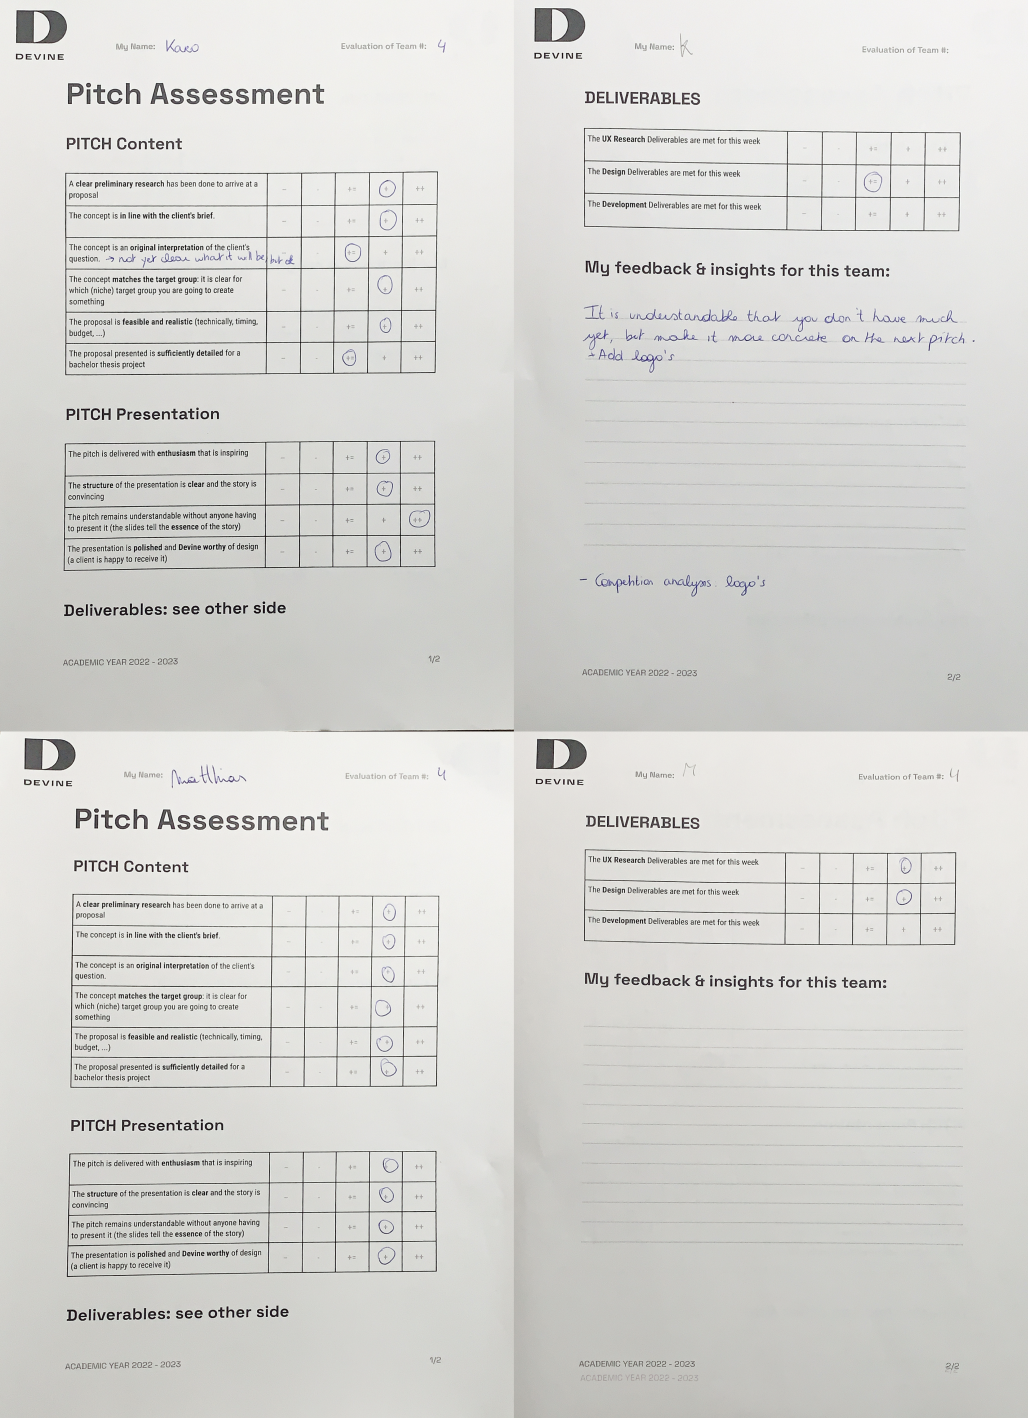 DEVINE
My Name: Karo
Evaluation of Team #: 4
Pitch Assessment
PITCH Content
A clear preliminary research has been done to arrive at a
proposal
-- - +- + ++
The concept is in line with the client's brief.
-- - +- + ++
The concept is an original interpretation of the client's
question. → not yet clear what it will be, but ok
-- - +- + ++
The concept matches the target group: it is clear for
which (niche) target group you are going to create
something
-- - +- + ++
The proposal is feasible and realistic (technically, timing,
budget, ...)
-- - +- + ++
The proposal presented is sufficiently detailed for a
bachelor thesis project
-- - +- + ++
PITCH Presentation
The pitch is delivered with enthusiasm that is inspiring
-- - +- + ++
The structure of the presentation is clear and the story is
convincing
-- - +- + ++
The pitch remains understandable without anyone having
to present it (the slides tell the essence of the story)
-- - +- + ++
The presentation is polished and Devine worthy of design
(a client is happy to receive it)
-- - +- + ++
Deliverables: see other side
ACADEMIC YEAR 2022 - 2023
1/2
DEVINE
My Name: K
Evaluation of Team #:
DELIVERABLES
The UX Research Deliverables are met for this week
-- - +- + ++
The Design Deliverables are met for this week
-- - +- + ++
The Development Deliverables are met for this week
-- - +- + ++
My feedback & insights for this team:
It is understandable that you don't have much
yet, but make it more concrete on the next pitch.
- Add logo's
- Competition analysis logo's
ACADEMIC YEAR 2022 - 2023
2/2
DEVINE
My Name: Matthias
Evaluation of Team #: 4
Pitch Assessment
PITCH Content
A clear preliminary research has been done to arrive at a
proposal
-- - +- + ++
The concept is in line with the client's brief.
-- - +- + ++
The concept is an original interpretation of the client's
question.
-- - +- + ++
The concept matches the target group: it is clear for
which (niche) target group you are going to create
something
-- - +- + ++
The proposal is feasible and realistic (technically, timing,
budget, ...)
-- - +- + ++
The proposal presented is sufficiently detailed for a
bachelor thesis project
-- - +- + ++
PITCH Presentation
The pitch is delivered with enthusiasm that is inspiring
-- - +- + ++
The structure of the presentation is clear and the story is
convincing
-- - +- + ++
The pitch remains understandable without anyone having
to present it (the slides tell the essence of the story)
-- - +- + ++
The presentation is polished and Devine worthy of design
(a client is happy to receive it)
-- - +- + ++
Deliverables: see other side
ACADEMIC YEAR 2022 - 2023
1/2
DEVINE
My Name: M
Evaluation of Team #: 4
DELIVERABLES
The UX Research Deliverables are met for this week
-- - +- + ++
The Design Deliverables are met for this week
-- - +- + ++
The Development Deliverables are met for this week
-- - +- + ++
My feedback & insights for this team:
ACADEMIC YEAR 2022 - 2023
2/2
ACADEMIC YEAR 2022 - 2023